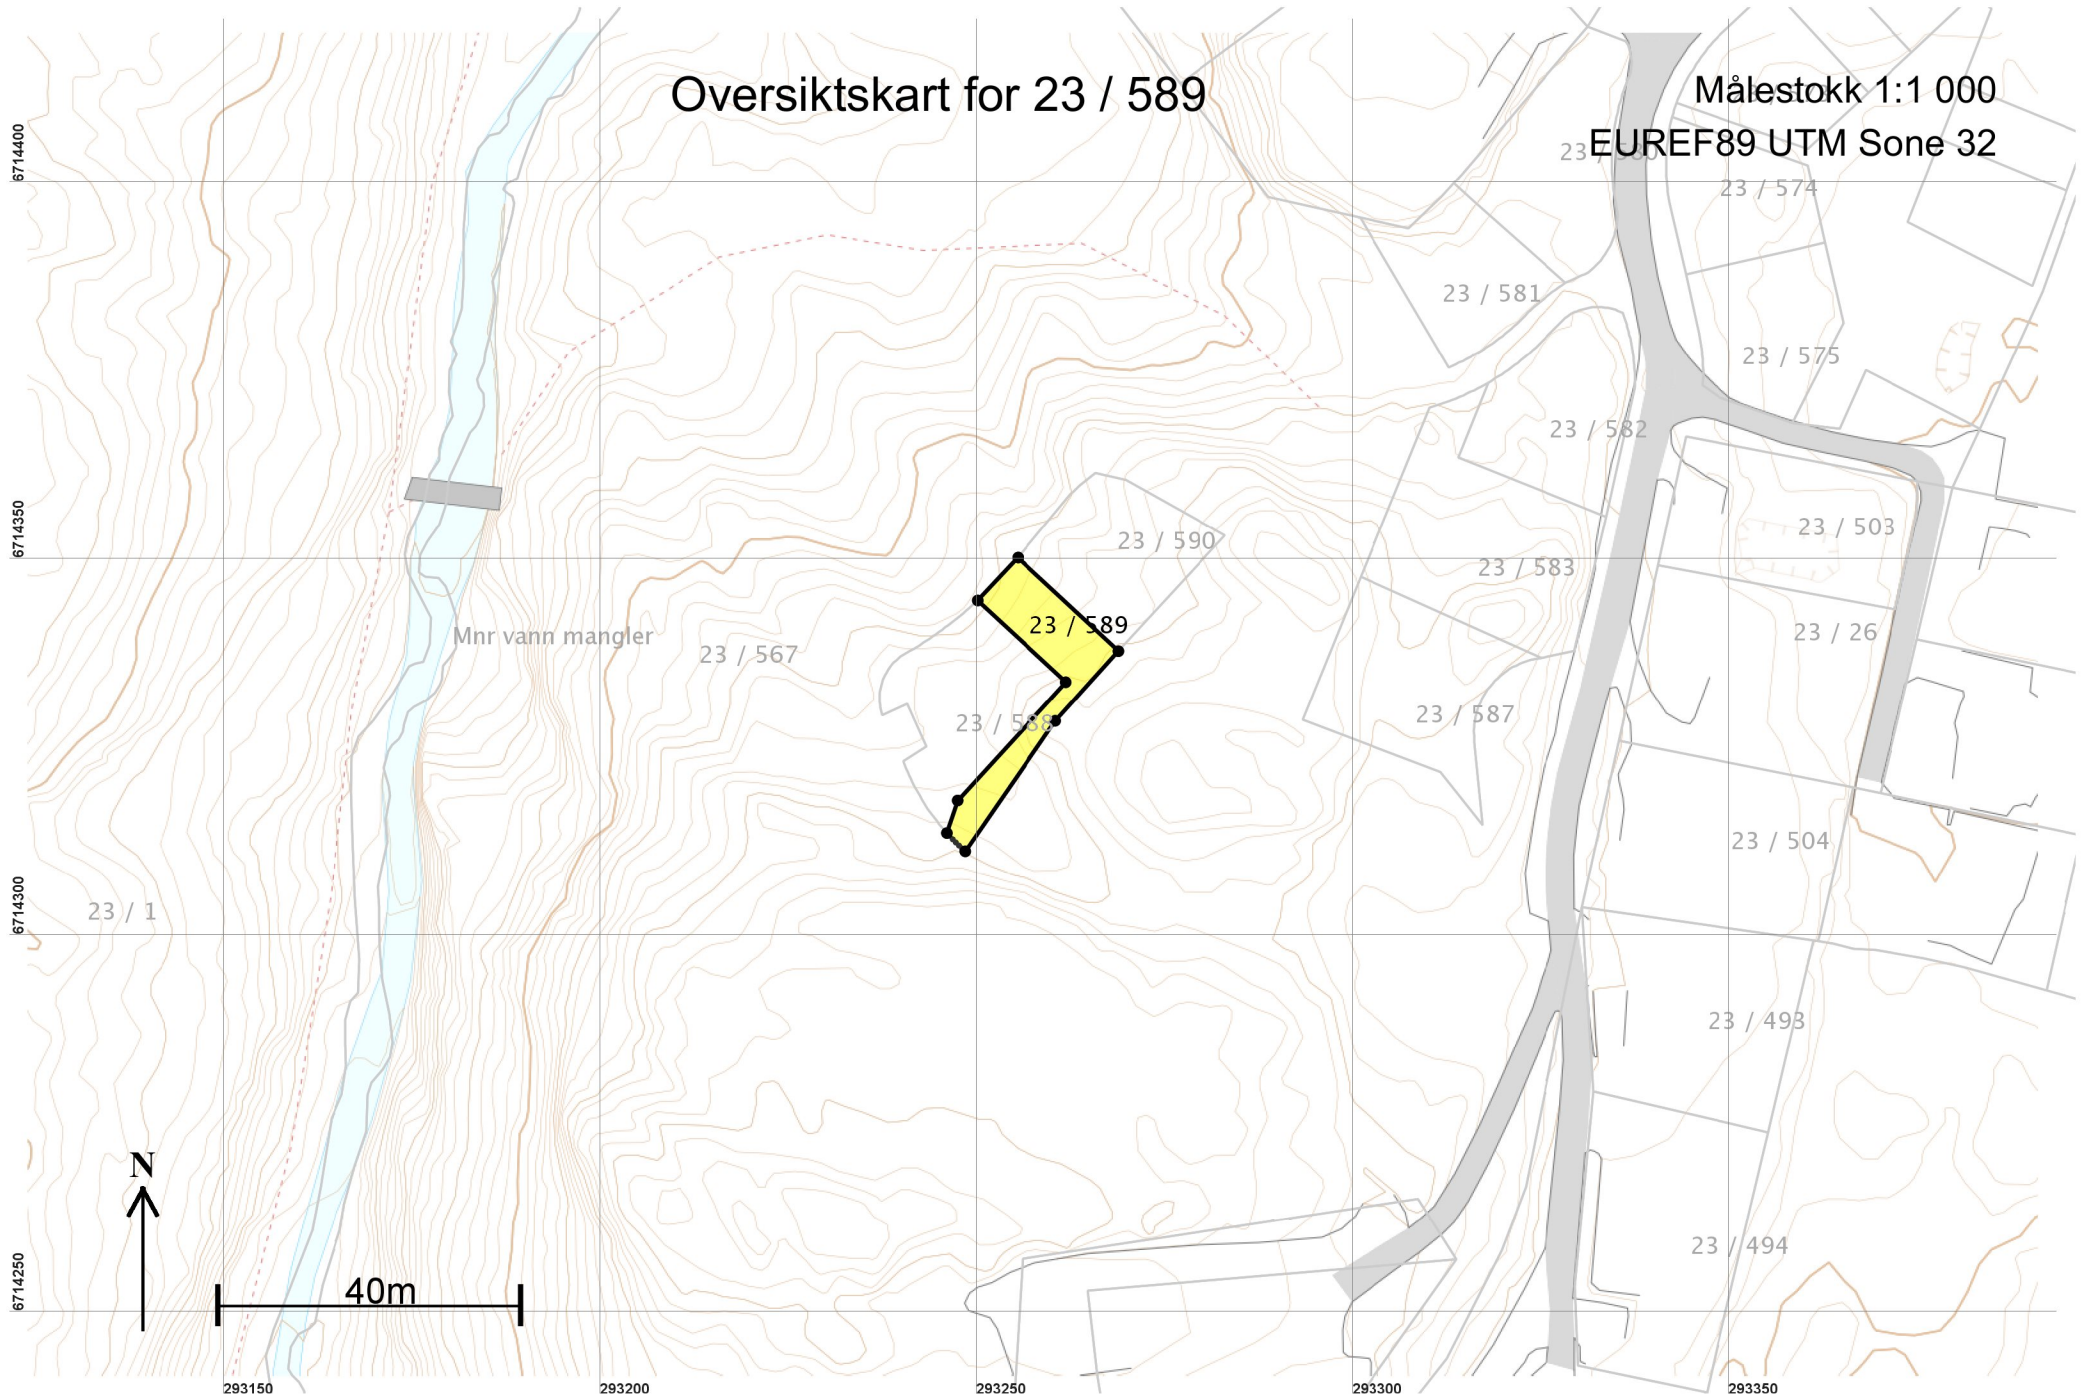 Oversiktskart for 23 / 589
Målestokk 1:1 000
EUREF89 UTM Sone 32
6714400
23 / 574
23 / 581
23 / 575
23 / 582
6714350
23 / 503
23 / 590
23 / 583
23 / 589
23 / 26
Mnr vann mangler
23 / 567
23 / 588
23 / 587
23 / 504
6714300
23 / 1
23 / 493
N
23 / 494
6714250
40m
293150
293200
293250
293300
293350